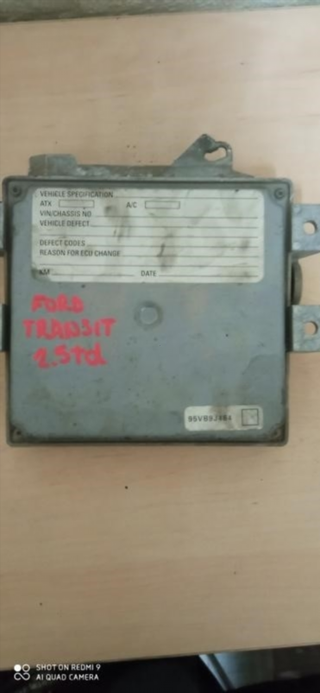 VEHICLE SPECIFICATION
ATX A/C
VIN/CHASSIS NO
VEHICLE DEFECT
DEFECT CODES
REASON FOR ECU CHANGE
DATE
FORD
TRANSIT
2.5Td
SHOT ON REDMI 9
AI QUAD CAMERA